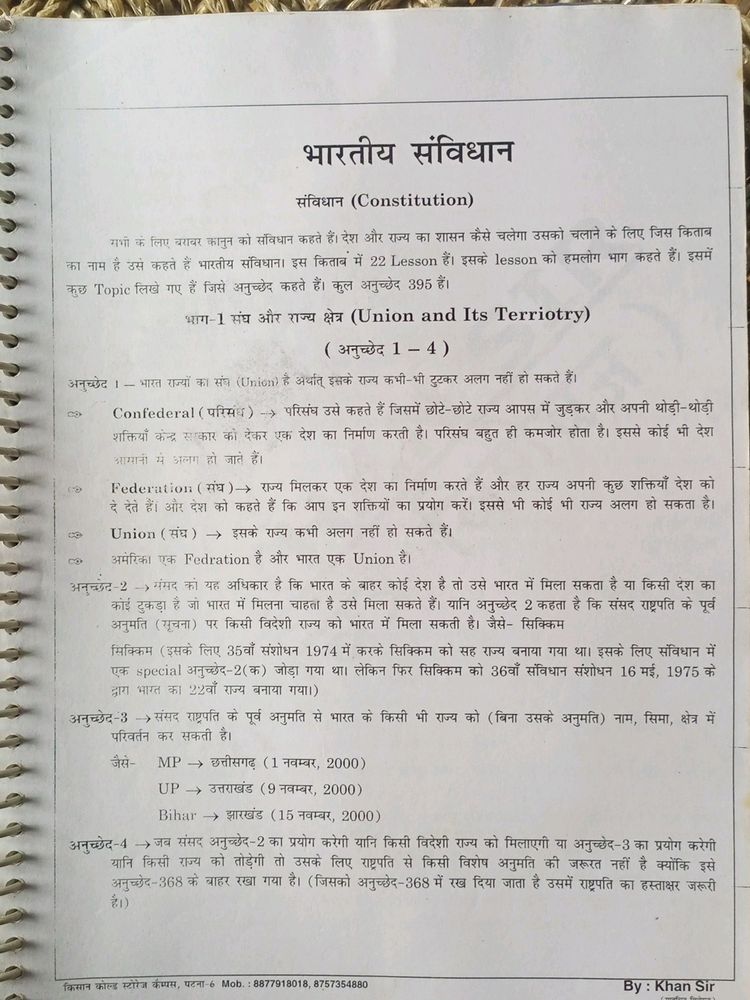 भारतीय संविधान
संविधान (Constitution)
सभी के लिए बराबर कानुन को संविधान कहते हैं। देश और राज्य का शासन कैसे चलेगा उसको चलाने के लिए जिस किताब
का नाम है उसे कहते हैं भारतीय संविधान। इस किताब में 22 Lesson हैं। इसके lesson को हमलोग भाग कहते हैं। इसमें
कुछ Topic लिखे गए हैं जिसे अनुच्छेद कहते हैं। कुल अनुच्छेद 395 हैं।
भाग-1 संघ और राज्य क्षेत्र (Union and Its Terriotry)
( अनुच्छेद 1 – 4 )
अनुच्छेद 1 – भारत राज्यों का संघ (Union) है अर्थात् इसके राज्य कभी-भी टुटकर अलग नहीं हो सकते हैं।
Confederal ( परिसंघ ) → परिसंघ उसे कहते हैं जिसमें छोटे-छोटे राज्य आपस में जुड़कर और अपनी थोड़ी-थोड़ी
शक्तियाँ केन्द्र सरकार को देकर एक देश का निर्माण करती है। परिसंघ बहुत ही कमजोर होता है। इससे कोई भी देश
आसानी से अलग हो जाते हैं।
Federation ( संघ ) → राज्य मिलकर एक देश का निर्माण करते हैं और हर राज्य अपनी कुछ शक्तियाँ देश को
दे देते हैं। और देश को कहते हैं कि आप इन शक्तियों का प्रयोग करें। इससे भी कोई भी राज्य अलग हो सकता है।
Union ( संघ ) → इसके राज्य कभी अलग नहीं हो सकते हैं।
अमेरिका एक Fedration है और भारत एक Union है।
अनुच्छेद-2 → संसद को यह अधिकार है कि भारत के बाहर कोई देश है तो उसे भारत में मिला सकता है या किसी देश का
कोई टुकड़ा है जो भारत में मिलना चाहता है उसे मिला सकते हैं। यानि अनुच्छेद 2 कहता है कि संसद राष्ट्रपति के पूर्व
अनुमति (सूचना) पर किसी विदेशी राज्य को भारत में मिला सकती है। जैसे- सिक्किम
सिक्किम (इसके लिए 35वाँ संशोधन 1974 में करके सिक्किम को सह राज्य बनाया गया था। इसके लिए संविधान में
एक special अनुच्छेद-2(क) जोड़ा गया था। लेकिन फिर सिक्किम को 36वाँ संविधान संशोधन 16 मई, 1975 के
द्वारा भारत का 22वाँ राज्य बनाया गया।)
अनुच्छेद-3 → संसद राष्ट्रपति के पूर्व अनुमति से भारत के किसी भी राज्य को (बिना उसके अनुमति) नाम, सिमा, क्षेत्र में
परिवर्तन कर सकती है।
जैसे- MP → छत्तीसगढ़ (1 नवम्बर, 2000)
UP → उत्तराखंड (9 नवम्बर, 2000)
Bihar → झारखंड (15 नवम्बर, 2000)
अनुच्छेद-4 → जब संसद अनुच्छेद-2 का प्रयोग करेगी यानि किसी विदेशी राज्य को मिलाएगी या अनुच्छेद-3 का प्रयोग करेगी
यानि किसी राज्य को तोड़ेगी तो उसके लिए राष्ट्रपति से किसी विशेष अनुमति की जरूरत नहीं है क्योंकि इसे
अनुच्छेद-368 के बाहर रखा गया है। (जिसको अनुच्छेद-368 में रख दिया जाता है उसमें राष्ट्रपति का हस्ताक्षर जरूरी
है।)
किसान कोल्ड स्टोरेज कैम्पस, पटना-6 Mob. : 8877918018, 8757354880
By : Khan Sir